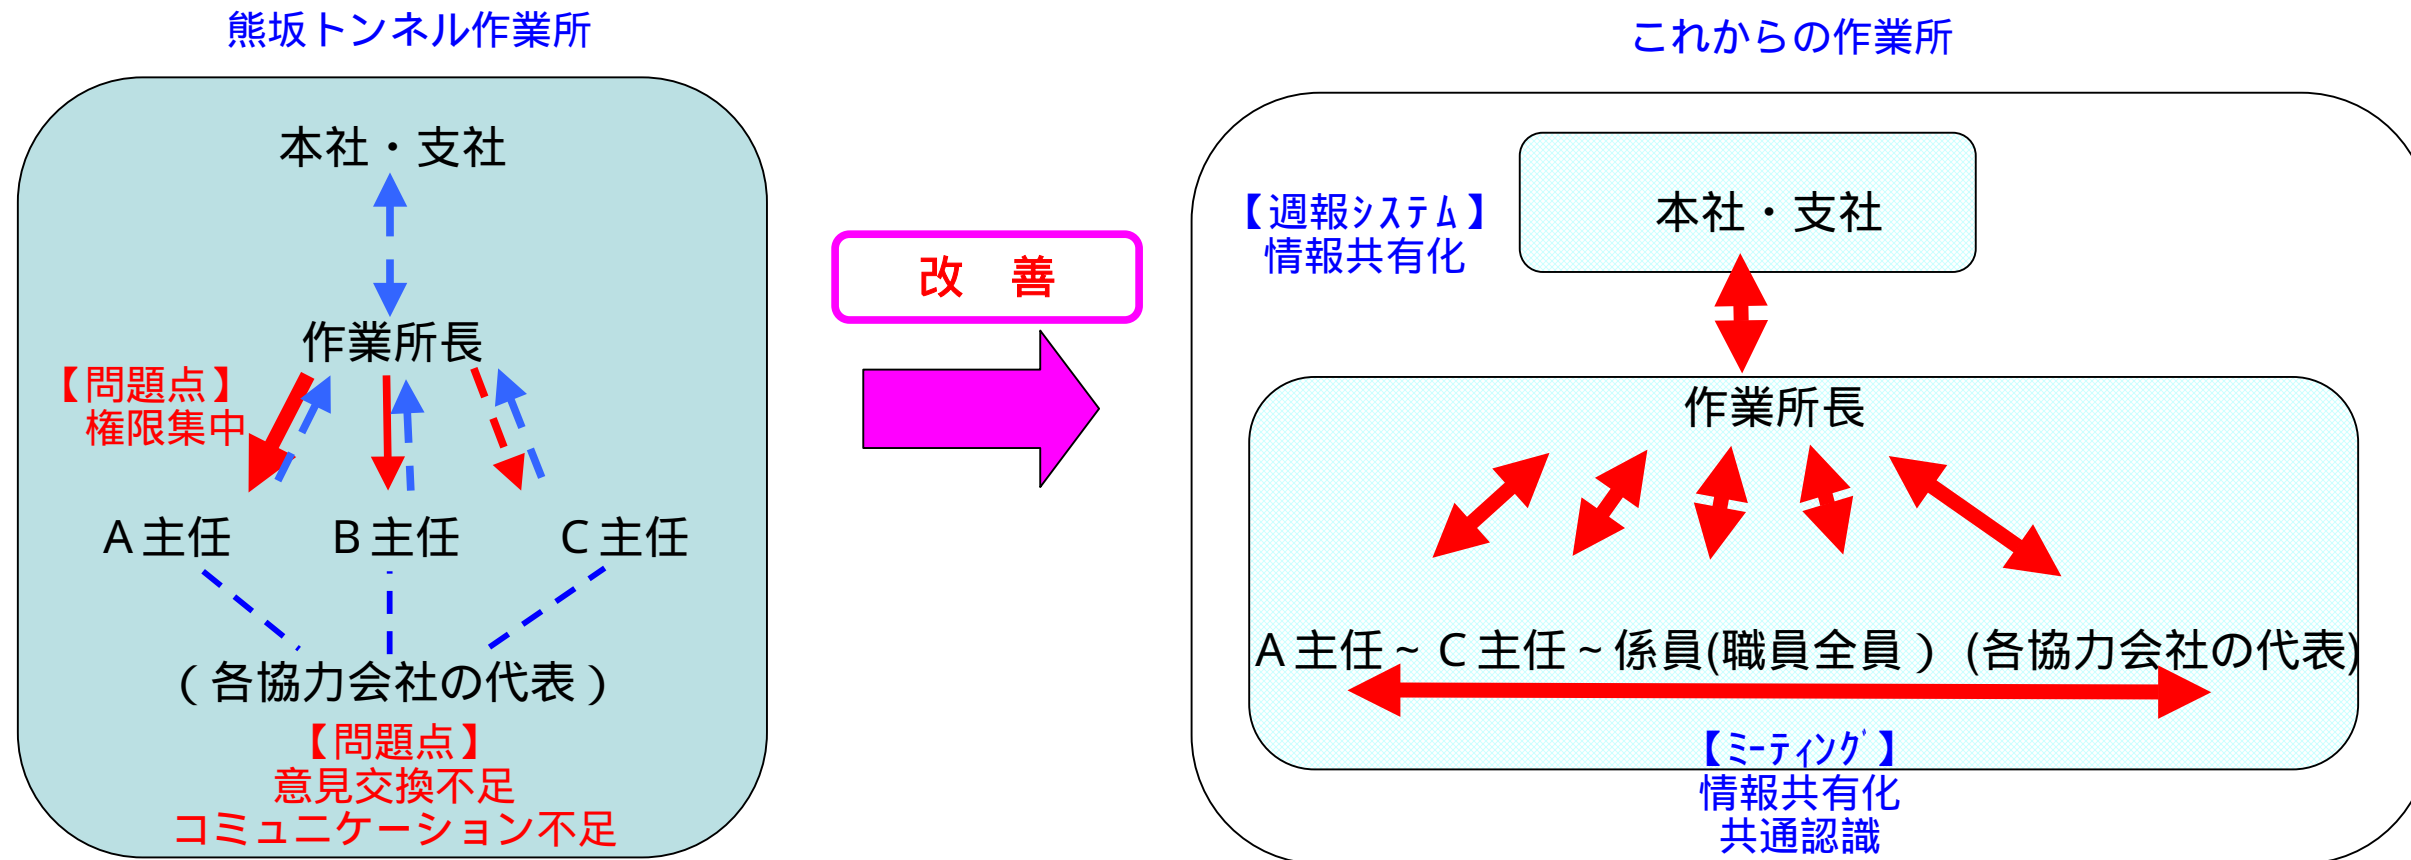 熊坂トンネル作業所
本社・支社
作業所長
【問題点】
権限集中
A主任 B主任 C主任
(各協力会社の代表)
【問題点】
意見交換不足
コミュニケーション不足
改 善
これからの作業所
【週報ｼｽﾃﾑ】
情報共有化
本社・支社
作業所長
A主任~C主任~係員(職員全員) (各協力会社の代表)
【ﾐｰﾃｨﾝｸﾞ】
情報共有化
共通認識